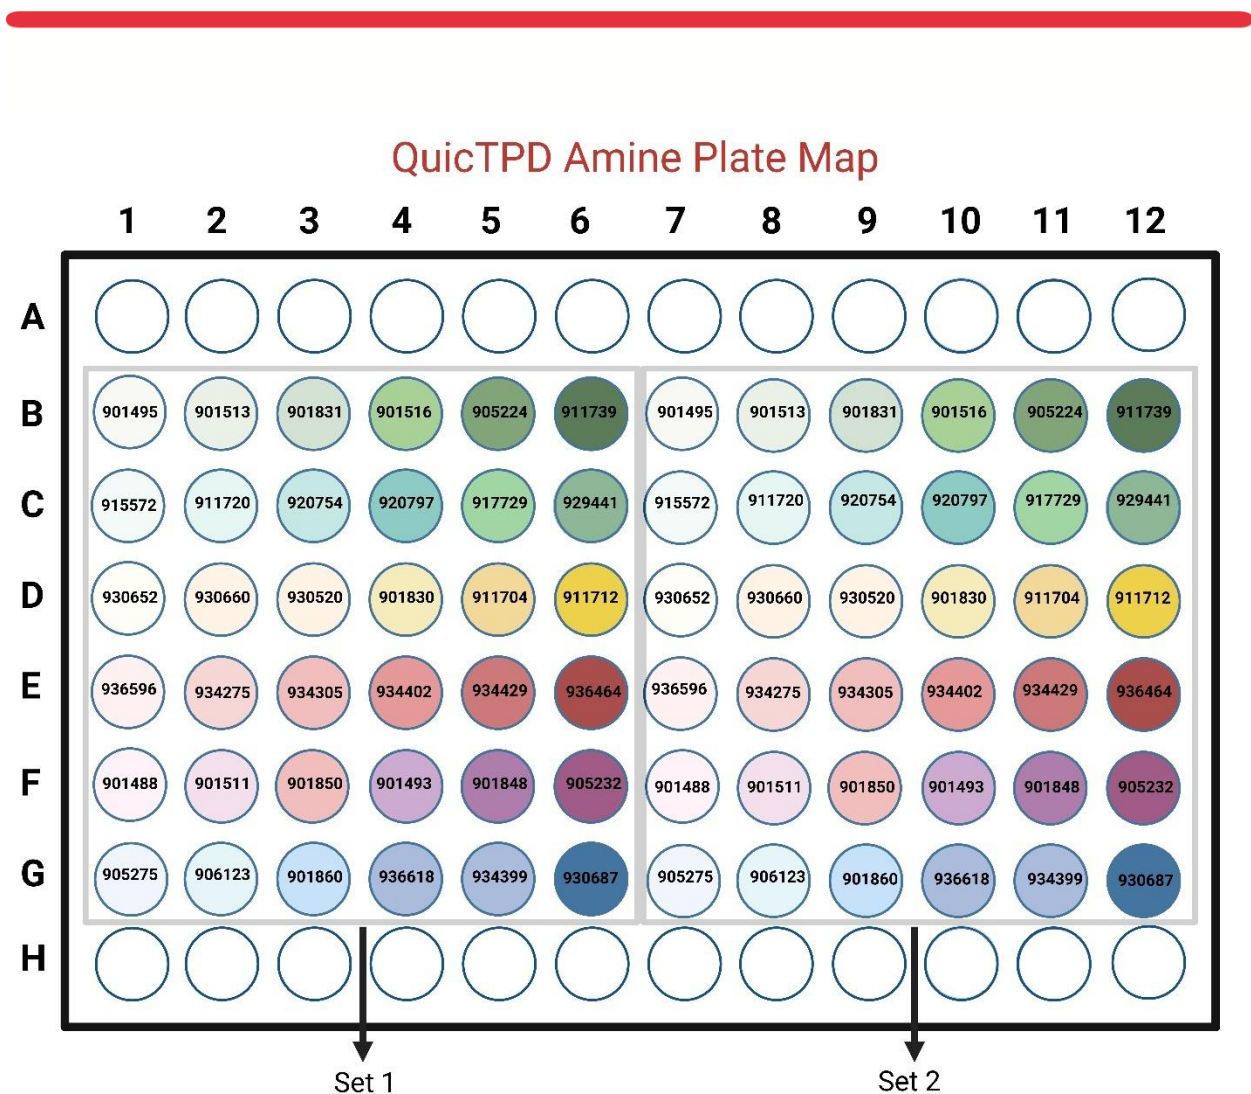 QuicTPD Amine Plate Map
1 2 3 4 5 6 7 8 9 10 11 12
A
B 901495 901513 901831 901516 905224 911739 901495 901513 901831 901516 905224 911739
C 915572 911720 920754 920797 917729 929441 915572 911720 920754 920797 917729 929441
D 930652 930660 930520 901830 911704 911712 930652 930660 930520 901830 911704 911712
E 936596 934275 934305 934402 934429 936464 936596 934275 934305 934402 934429 936464
F 901488 901511 901850 901493 901848 905232 901488 901511 901850 901493 901848 905232
G 905275 906123 901860 936618 934399 930687 905275 906123 901860 936618 934399 930687
H
Set 1 Set 2